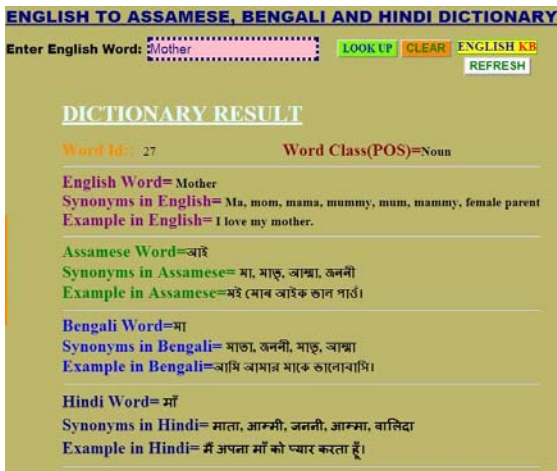 ENGLISH TO ASSAMESE, BENGALI AND HINDI DICTIONARY
Enter English Word: Mother LOOK UP CLEAR ENGLISH KB
REFRESH
DICTIONARY RESULT
Word Id:: 27 Word Class(POS)=Noun
English Word= Mother
Synonyms in English= Ma, mom, mama, mummy, mum, mammy, female parent
Example in English= I love my mother.
Assamese Word=আই
Synonyms in Assamese= মা, মাতৃ, আম্মা, জননী
Example in Assamese=মই মোৰ আইক ভাল পাওঁ।
Bengali Word=মা
Synonyms in Bengali= মাতা, জননী, মাতৃ, আম্মা
Example in Bengali=আমি আমার মাকে ভালোবাসি।
Hindi Word= माँ
Synonyms in Hindi= माता, आम्मी, जननी, आम्मा, वालिदा
Example in Hindi= मैं अपना माँ को प्यार करता हूँ।